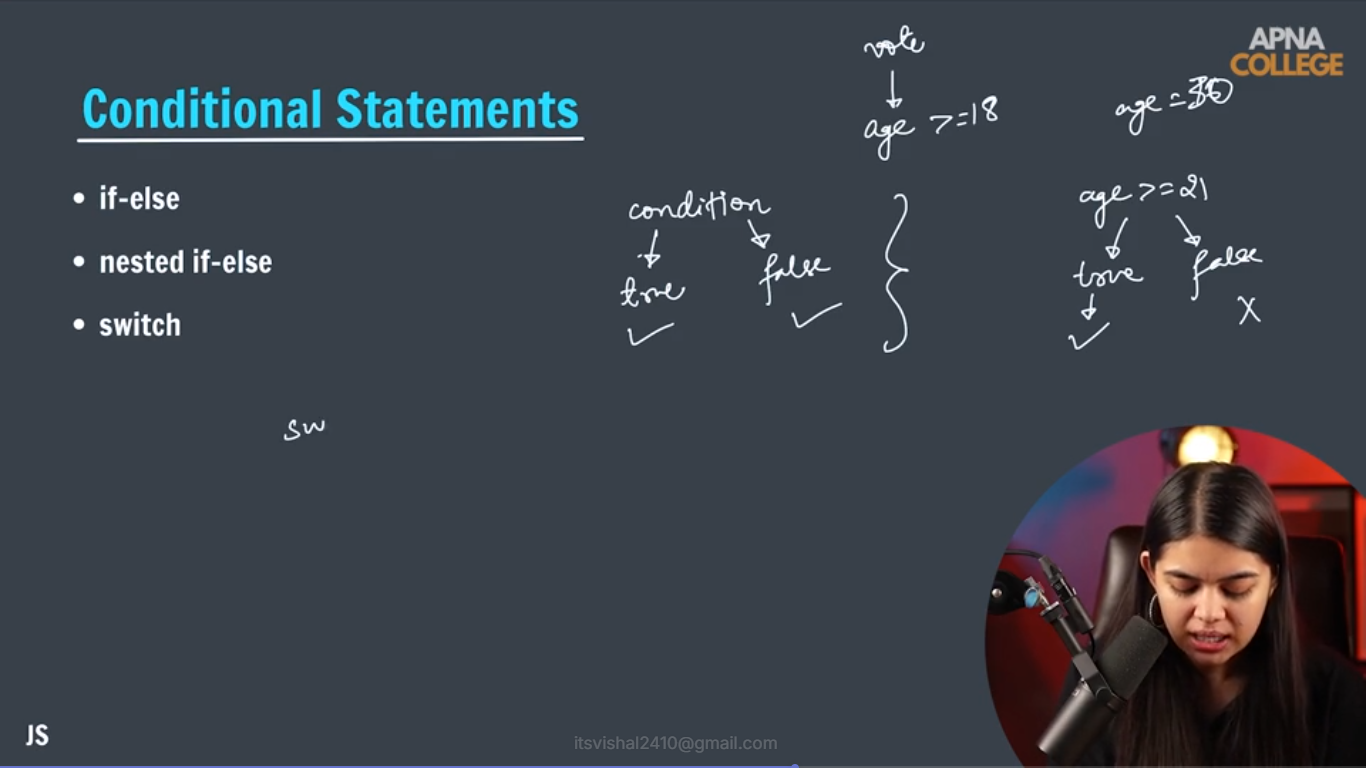 APNA
COLLEGE
Conditional Statements
• if-else
• nested if-else
• switch
vote
age >=18
condition
true
false
age =
age >=21
true
false
X
sw
JS
itsvishal2410@gmail.com